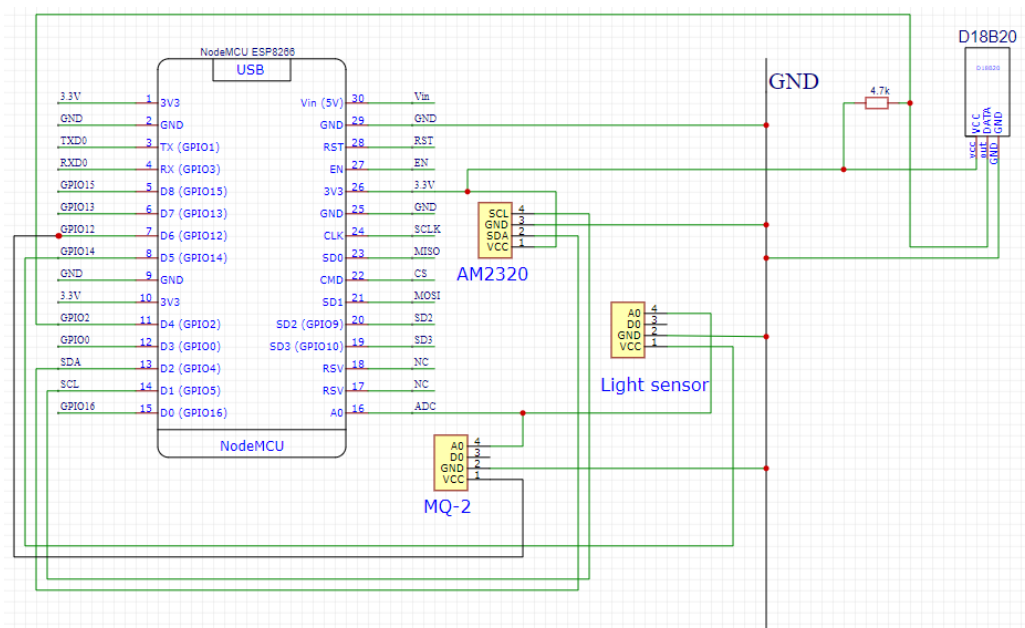 NodeMCU ESP8266
USB
3.3V 1 3V3 Vin (5V) 30 Vin
GND 2 GND GND 29 GND
TXD0 3 TX (GPIO1) RST 28 RST
RXD0 4 RX (GPIO3) EN 27 EN
GPIO15 5 D8 (GPIO15) 3V3 26 3.3V
GPIO13 6 D7 (GPIO13) GND 25 GND
GPIO12 7 D6 (GPIO12) CLK 24 SCLK
GPIO14 8 D5 (GPIO14) SD0 23 MISO
GND 9 GND CMD 22 CS
3.3V 10 3V3 SD1 21 MOSI
GPIO2 11 D4 (GPIO2) SD2 (GPIO9) 20 SD2
GPIO0 12 D3 (GPIO0) SD3 (GPIO10) 19 SD3
SDA 13 D2 (GPIO4) RSV 18 NC
SCL 14 D1 (GPIO5) RSV 17 NC
GPIO16 15 D0 (GPIO16) A0 16 ADC
NodeMCU
SCL 4
GND 3
SDA 2
VCC 1
AM2320
A0 4
D0 3
GND 2
VCC 1
Light sensor
A0 4
D0 3
GND 2
VCC 1
MQ-2
GND
4.7k
D18B20
D18B20
VCC
DATA
GND
vcc
out
GND